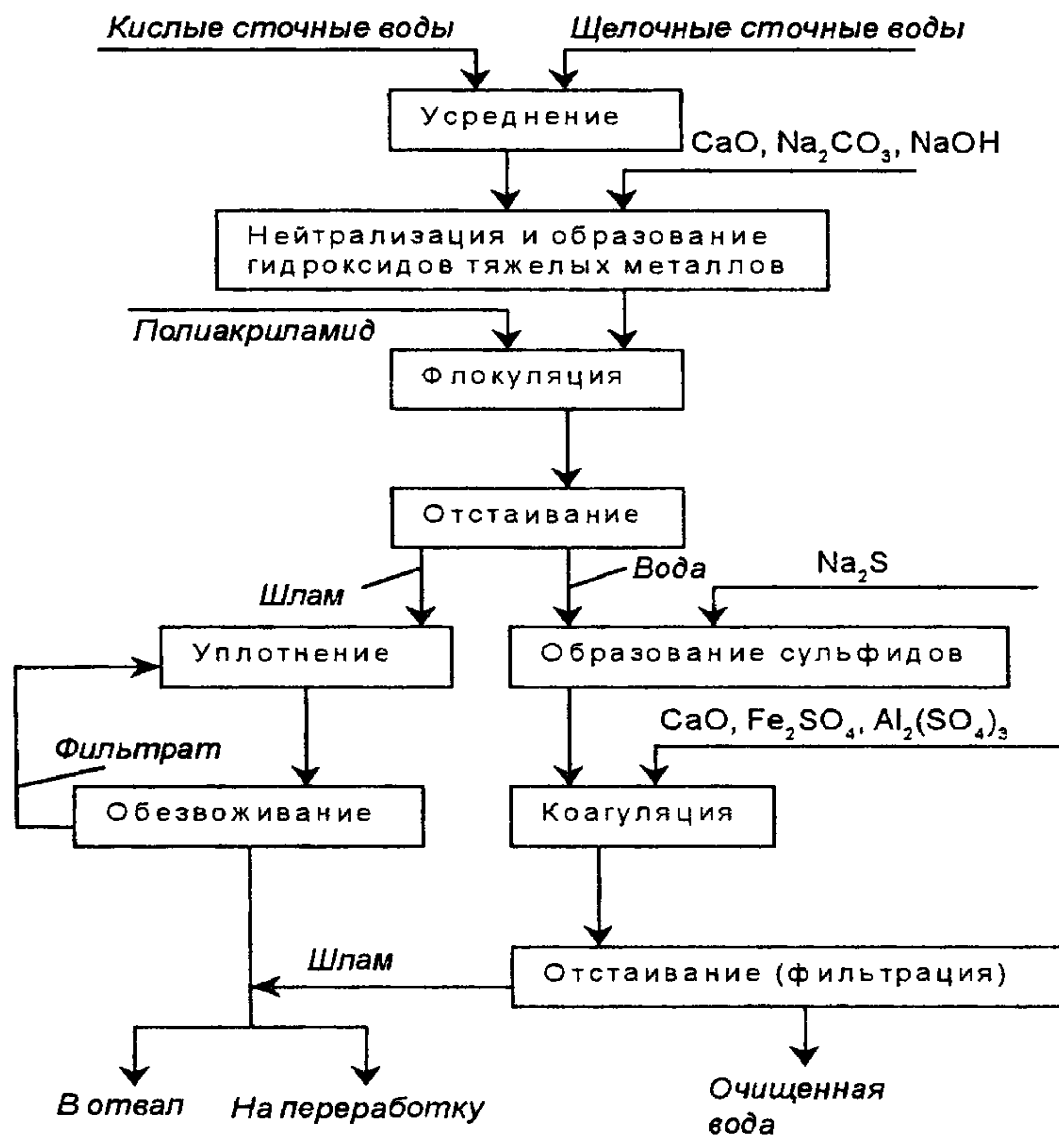 Кислые сточные воды
Щелочные сточные воды
Усреднение
CaO, Na₂CO₃, NaOH
Нейтрализация и образование
гидроксидов тяжелых металлов
Полиакриламид
Флокуляция
Отстаивание
Шлам
Вода
Na₂S
Уплотнение
Образование сульфидов
CaO, Fe₂SO₄, Al₂(SO₄)₃
Фильтрат
Обезвоживание
Коагуляция
Шлам
Отстаивание (фильтрация)
В отвал
На переработку
Очищенная
вода